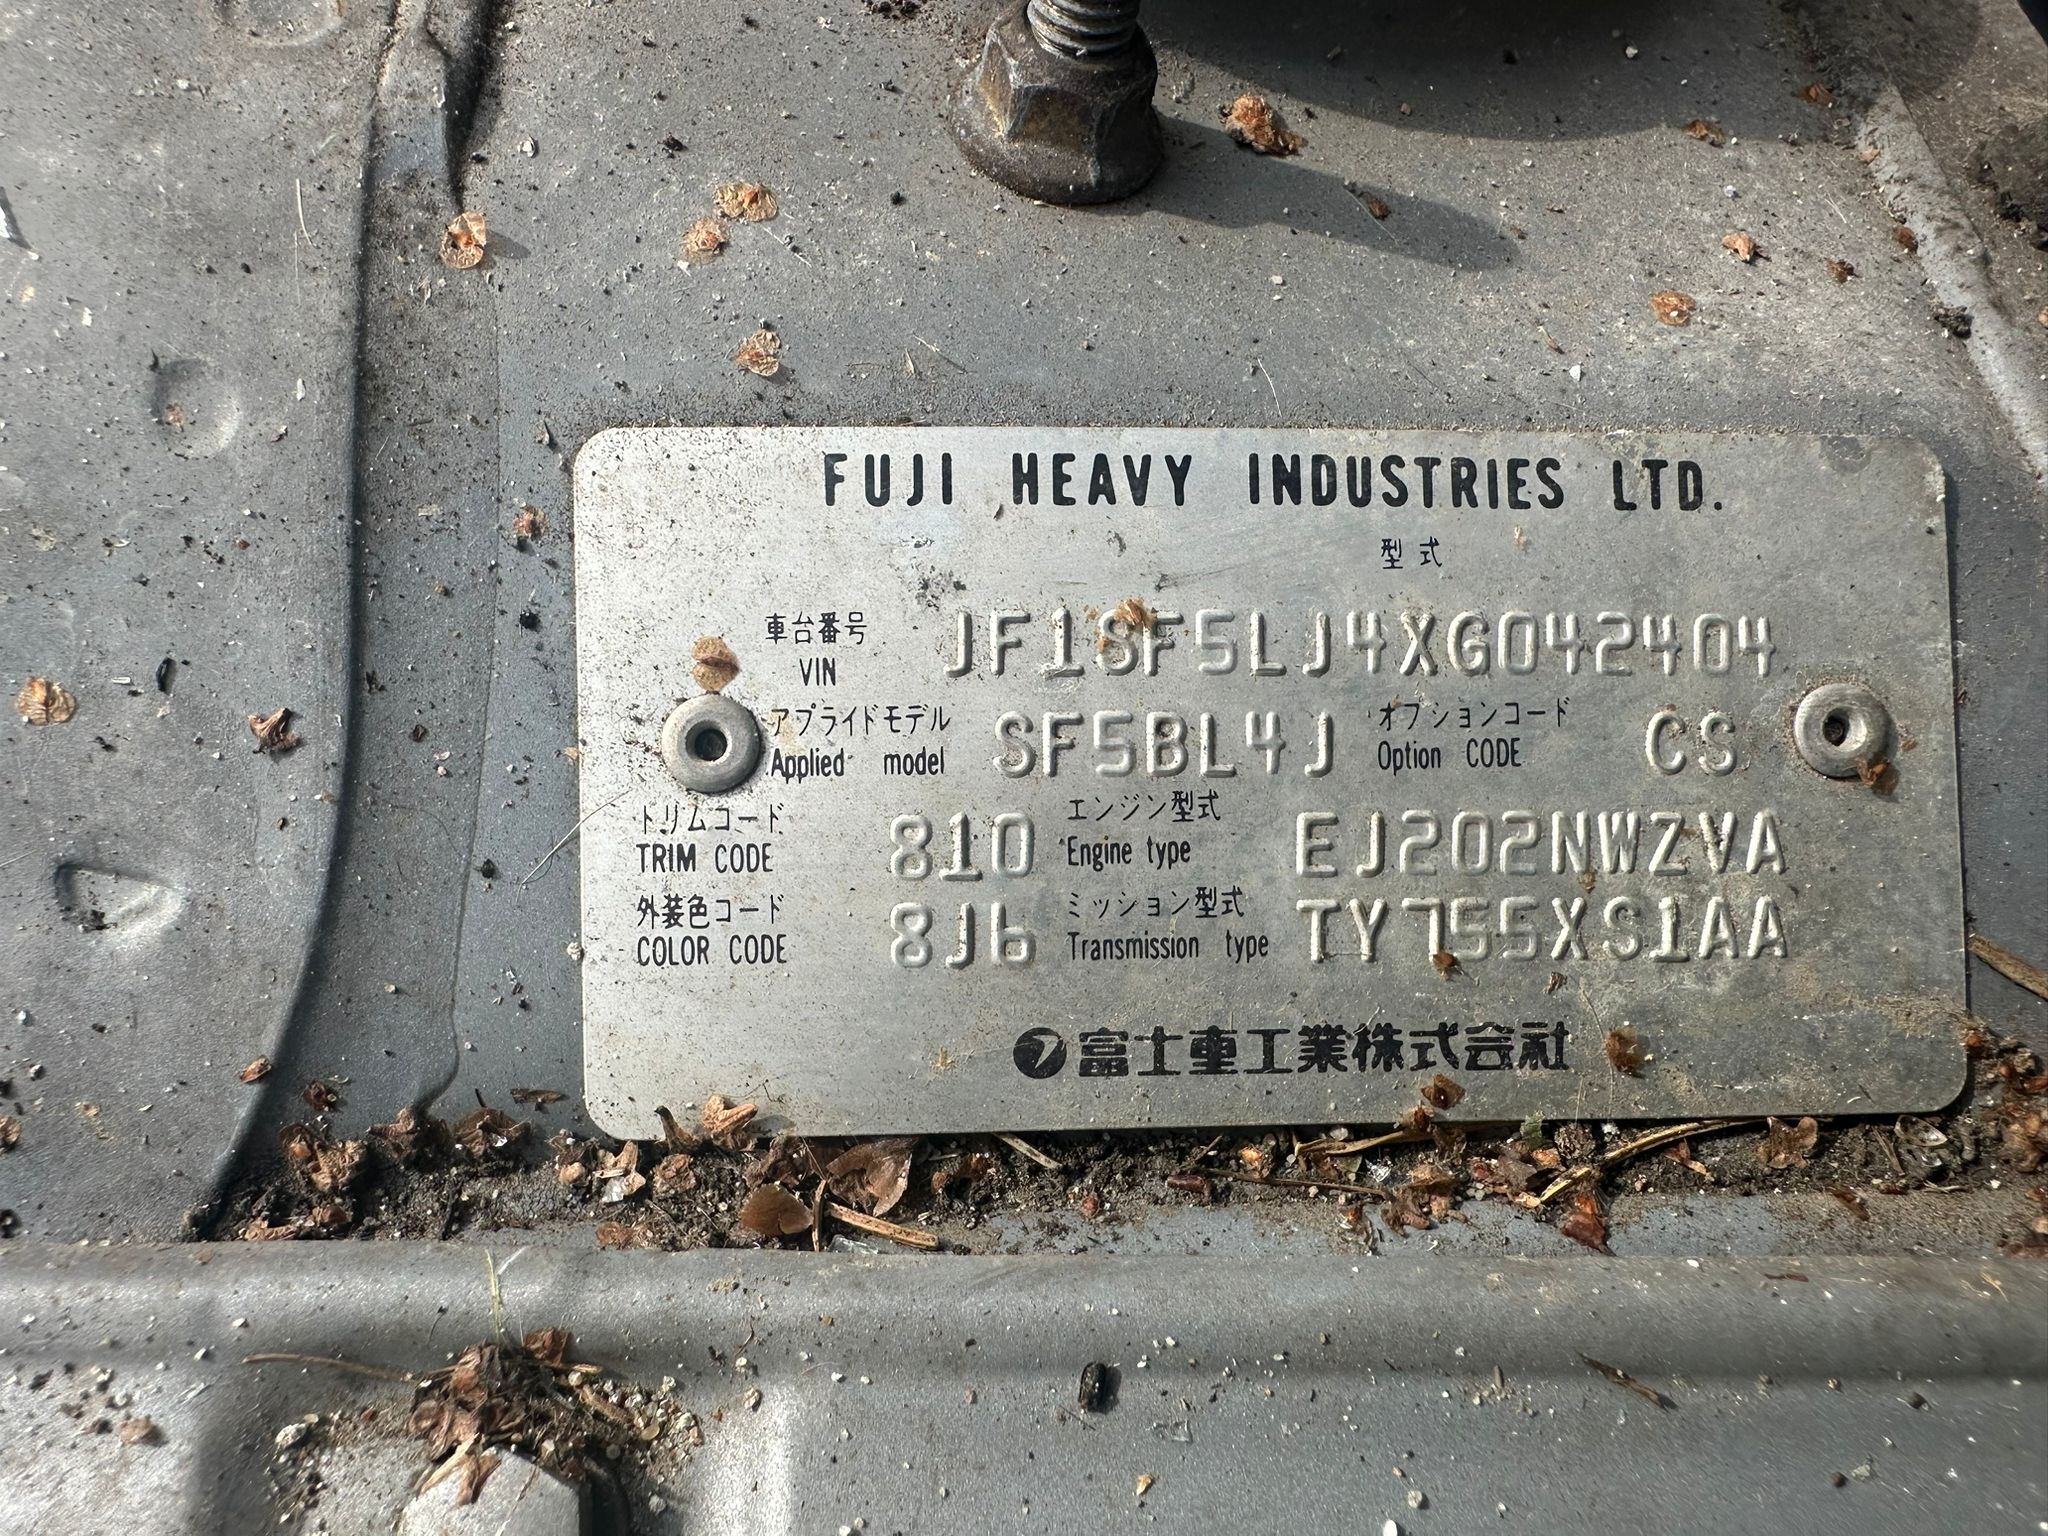 FUJI HEAVY INDUSTRIES LTD.
型式
車台番号
VIN
JF1SF5LJ4XG042404
アプライドモデル
Applied model
SF5BL4J
オプションコード
Option CODE
CS
トリムコード
TRIM CODE
810
エンジン型式
Engine type
EJ202NWZVA
外装色コード
COLOR CODE
8J6
ミッション型式
Transmission type
TY755XS1AA
富士重工業株式会社